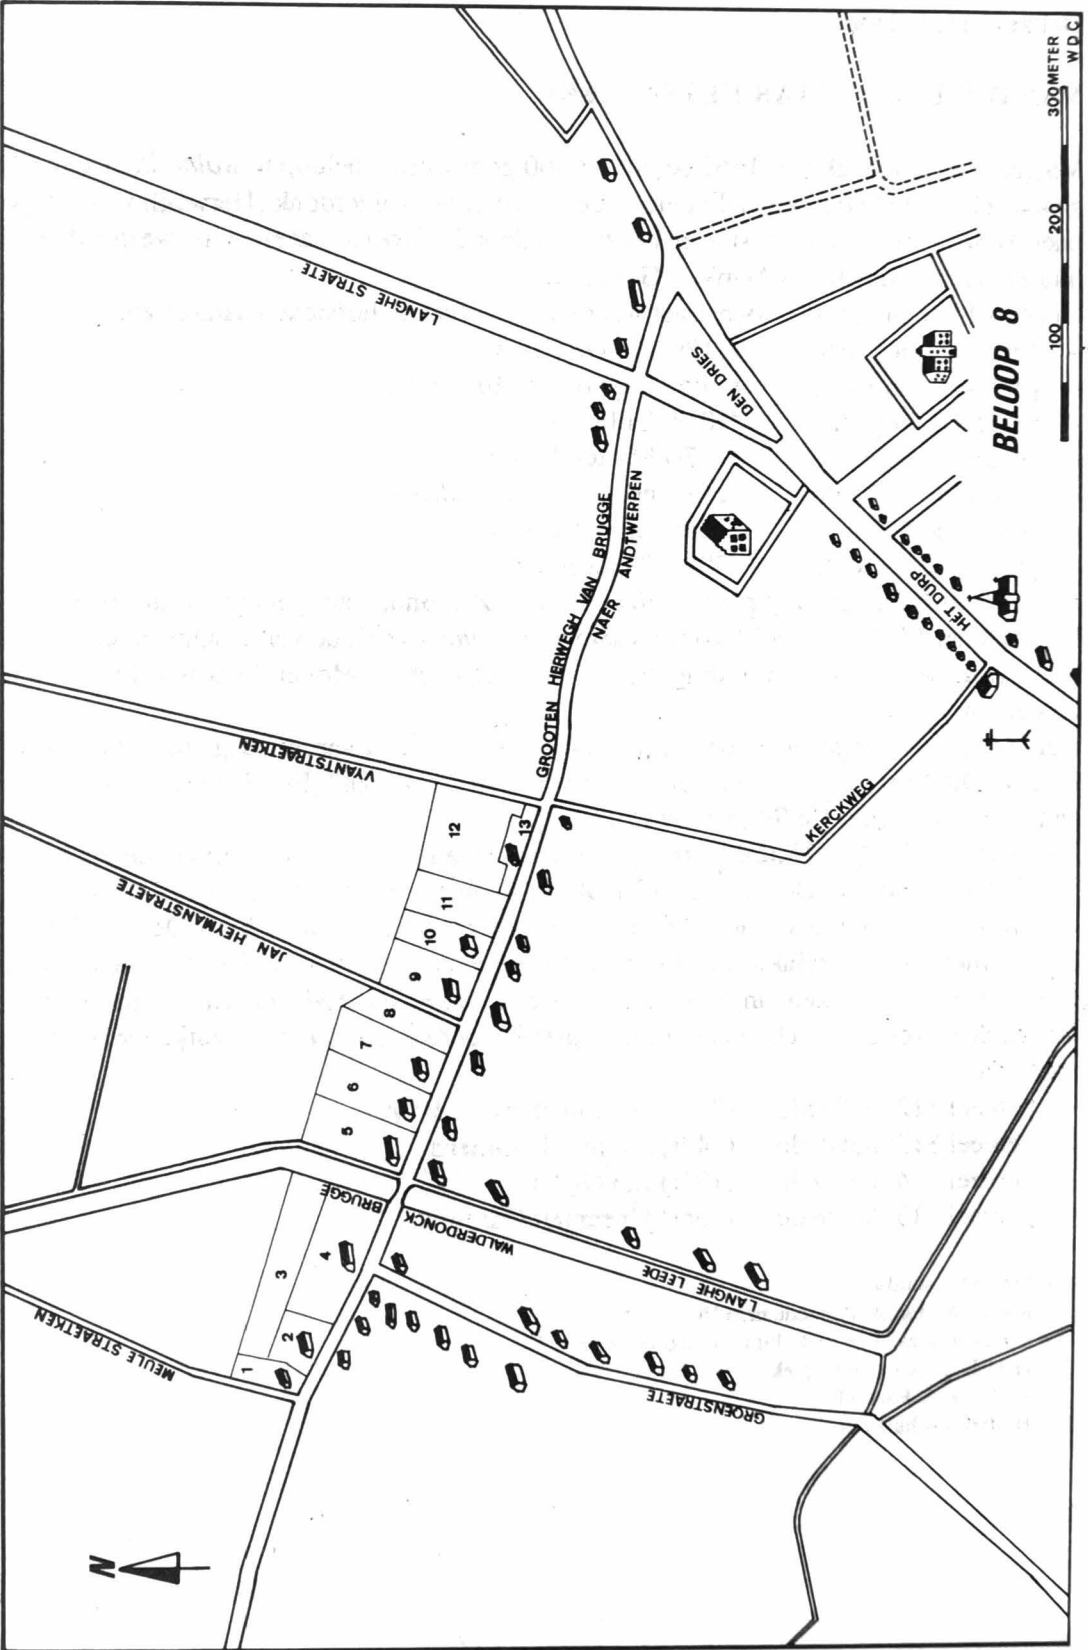 N
MEULE STRAETKEN
JAN HEYMANSTRAETE
VYANTSTRAETKEN
LANGHE STRAETE
1
2
3
4
5
6
7
8
9
10
11
12
13
BRUGGE
WALDERDONCK
LANGHE LEEDE
GROENSTRAETE
GROOTEN HERWEGH VAN BRUGGE
NAER ANDTWERPEN
DEN DRIES
KERCKWEG
HET DURP
BELOOP 8
100 200 300METER
WDC